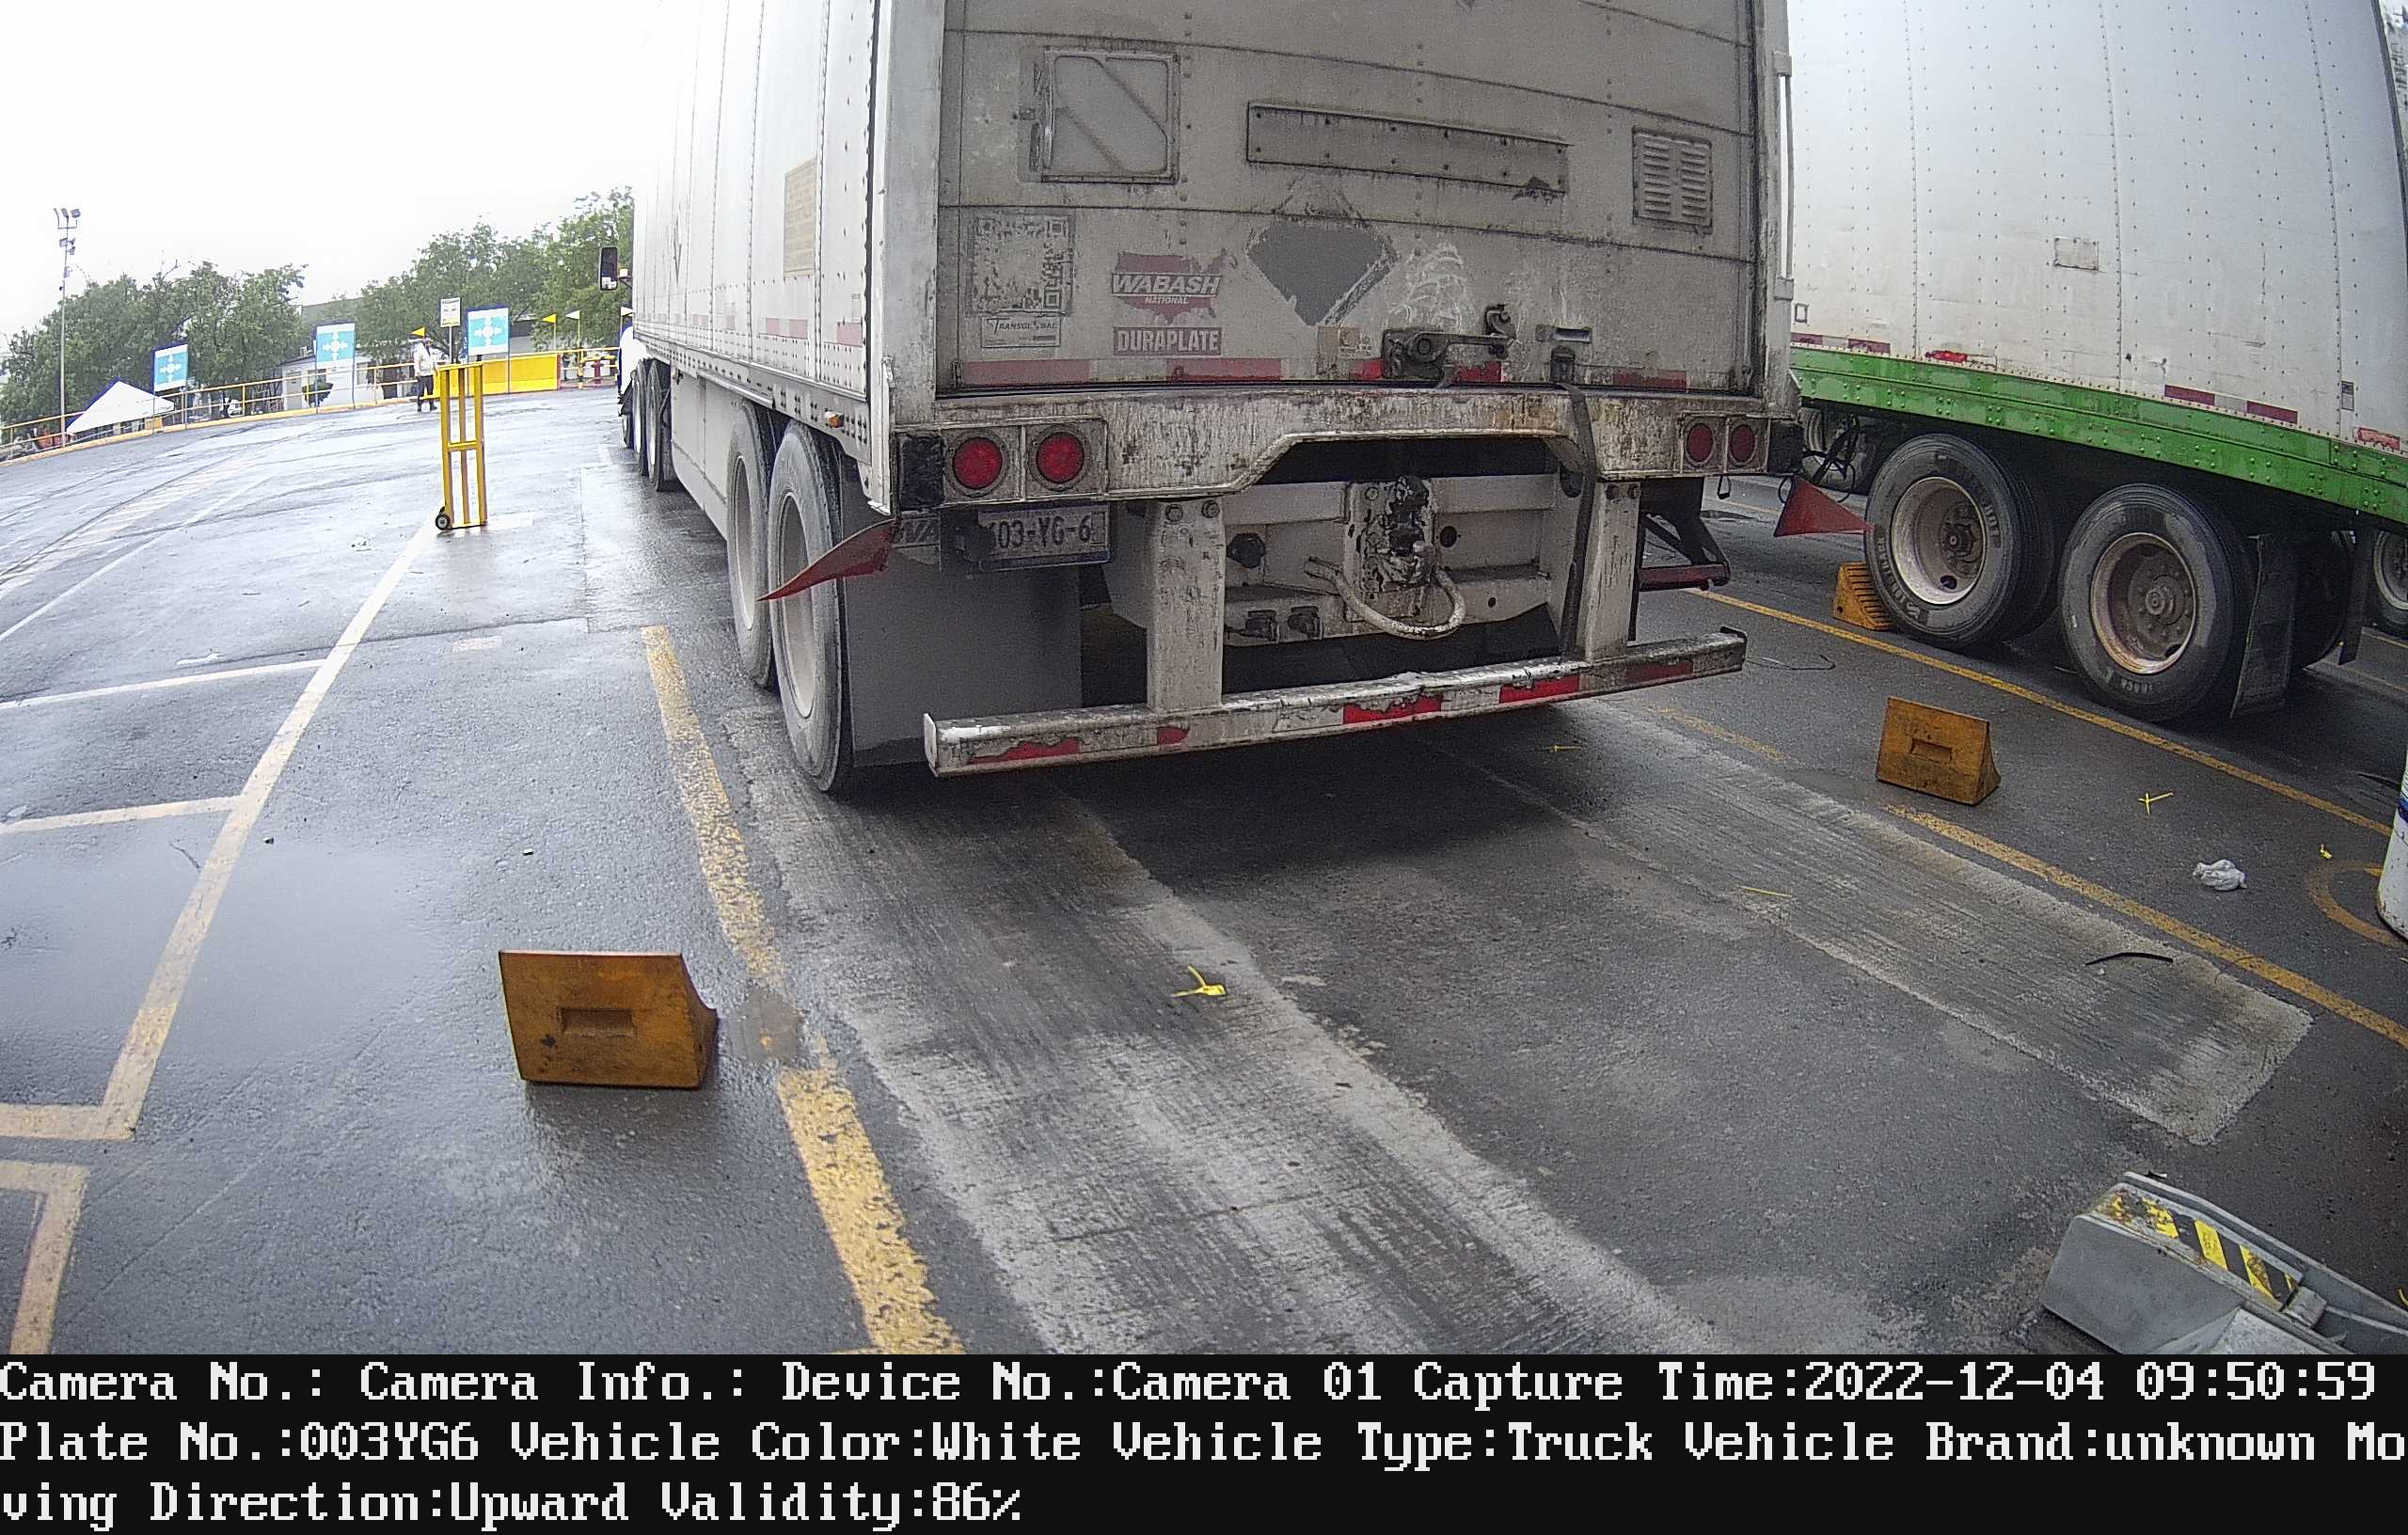 WABASH
NATIONAL
DURAPLATE
03-YG-6
Camera No.: Camera Info.: Device No.:Camera 01 Capture Time:2022-12-04 09:50:59
Plate No.:003YG6 Vehicle Color:White Vehicle Type:Truck Vehicle Brand:unknown Mo
ving Direction:Upward Validity:86%